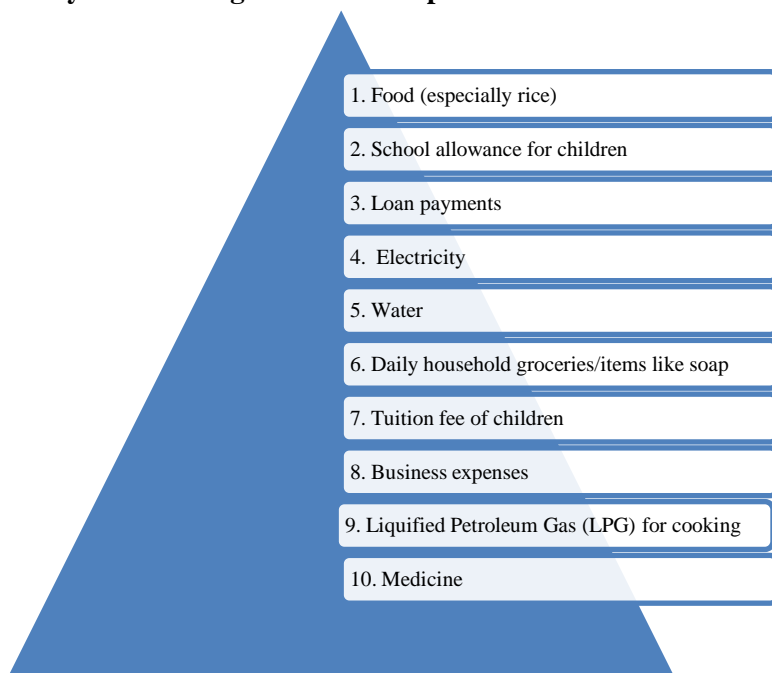 1. Food (especially rice)
2. School allowance for children
3. Loan payments
4. Electricity
5. Water
6. Daily household groceries/items like soap
7. Tuition fee of children
8. Business expenses
9. Liquified Petroleum Gas (LPG) for cooking
10. Medicine